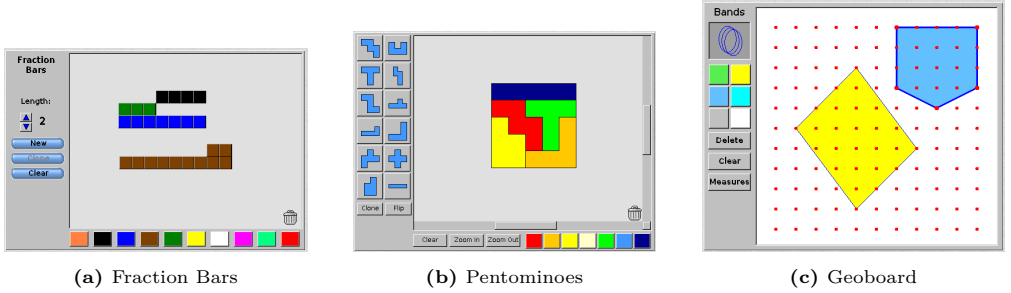 Fraction
Bars
Length:
2
New
Clone
Clear
(a) Fraction Bars
Clone
Flip
Clear
Zoom In
Zoom Out
(b) Pentominoes
Bands
Delete
Clear
Measures
(c) Geoboard